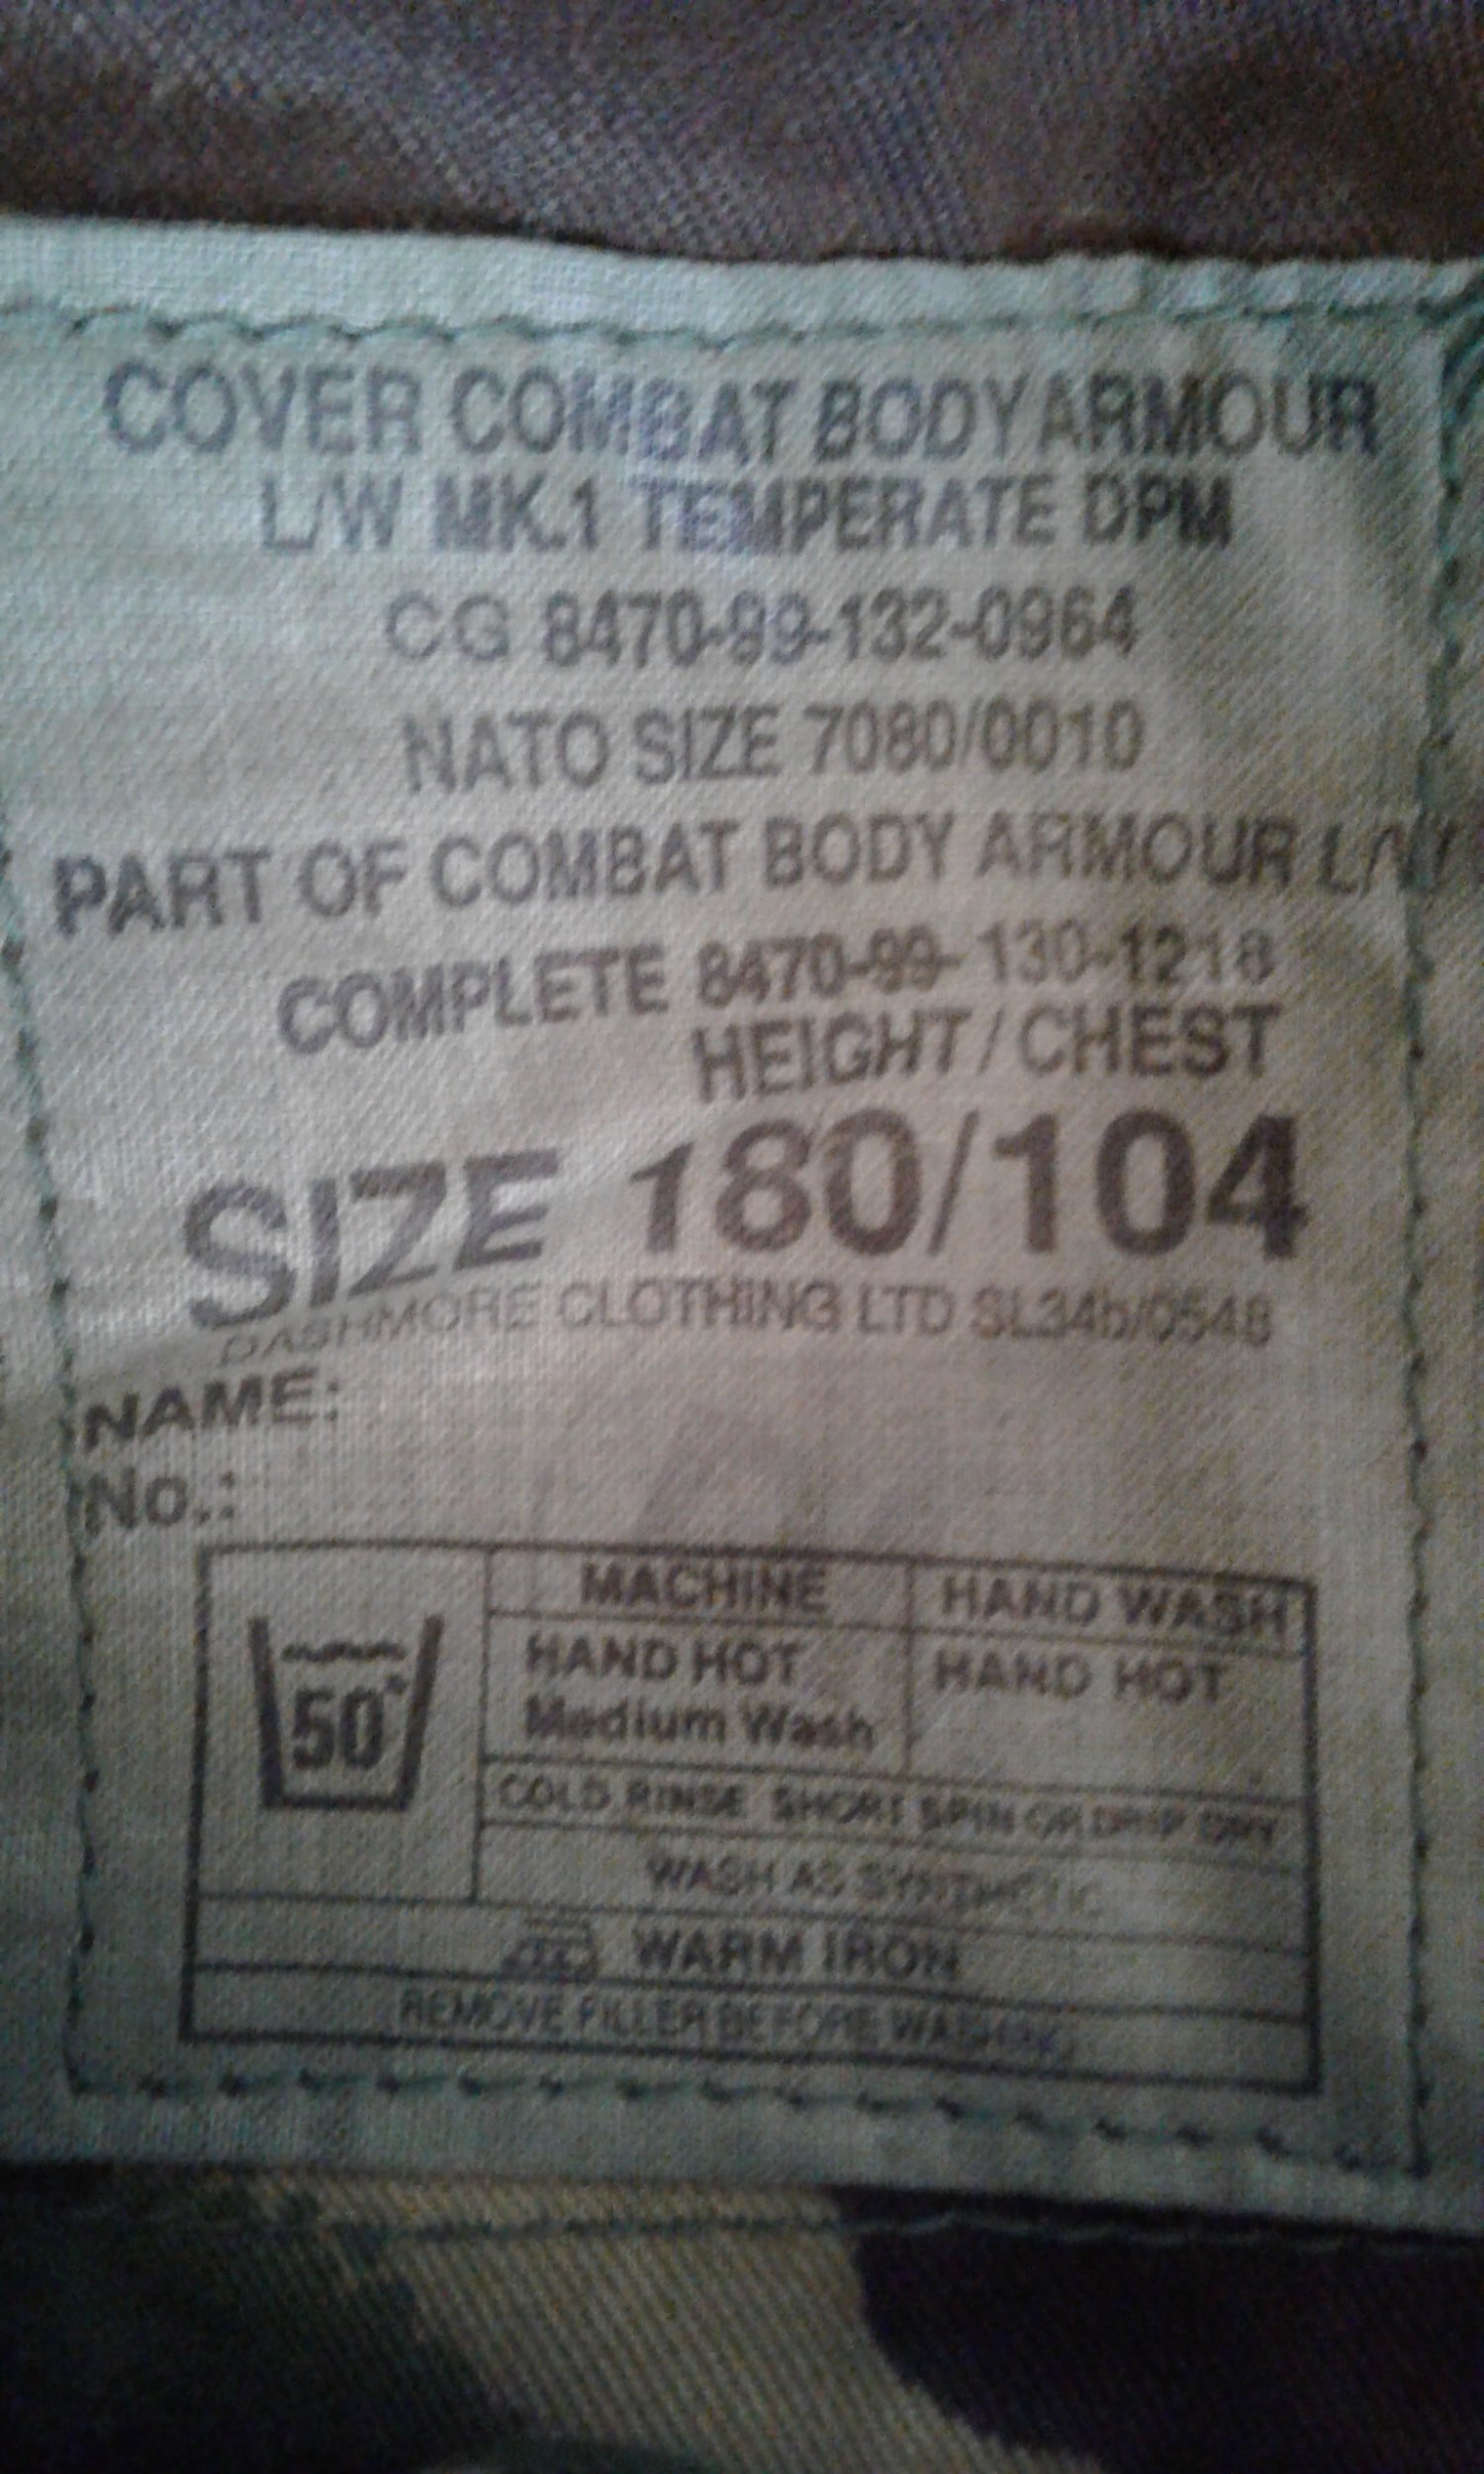 COVER COMBAT BODY ARMOUR
L/W MK.1 TEMPERATE DPM
CG 8470-99-132-0964
NATO SIZE 7080/0010
PART OF COMBAT BODY ARMOUR L/W
COMPLETE 8470-99-130-1218
HEIGHT/CHEST
SIZE 180/104
DASHMORE CLOTHING LTD SL34b/0548
NAME:
No.:
MACHINE HAND WASH
HAND HOT HAND HOT
Medium Wash
50°
COLD RINSE SHORT SPIN OR DRIP DRY
WASH AS SYNTHETIC
WARM IRON
REMOVE FILLER BEFORE WASHING